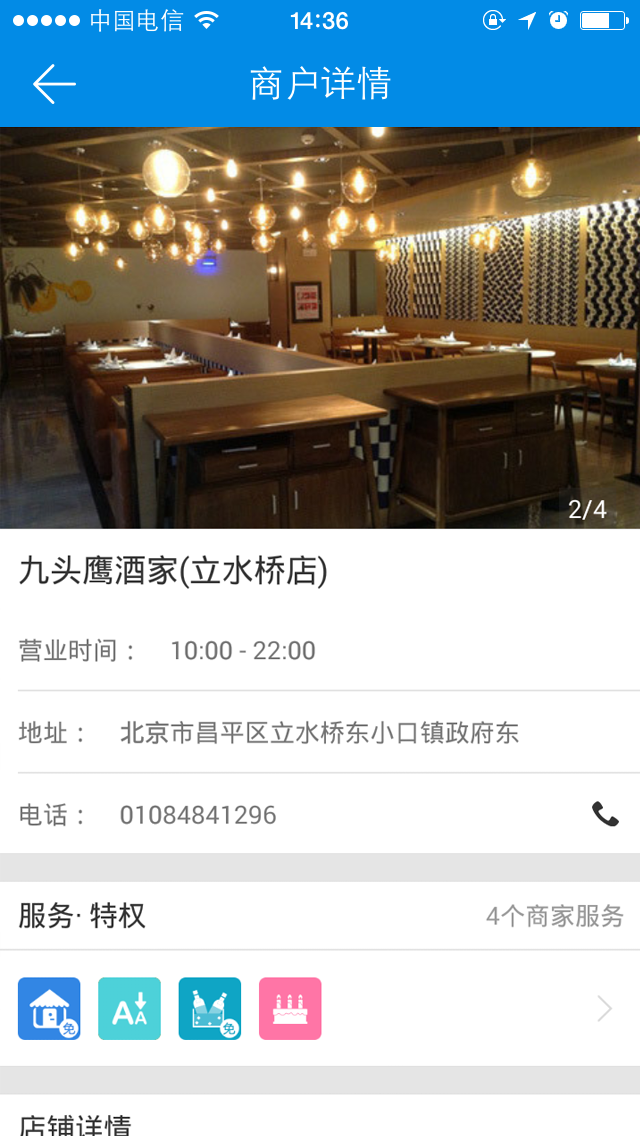 中国电信 14:36
商户详情
2/4
九头鹰酒家(立水桥店)
营业时间： 10:00 - 22:00
地址： 北京市昌平区立水桥东小口镇政府东
电话： 01084841296
服务· 特权 4个商家服务
免 AA 免
店铺详情